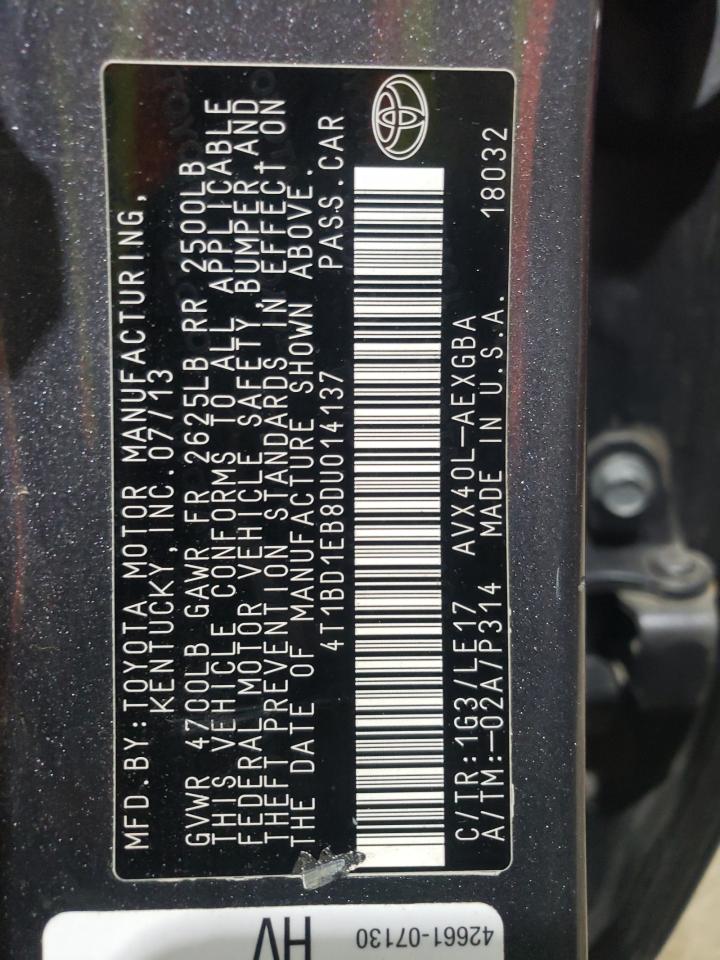 MFD.BY:TOYOTA MOTOR MANUFACTURING,
KENTUCKY, INC.07/13
GVWR 4700LB GAWR FR 2625LB RR 2500LB
THIS VEHICLE CONFORMS TO ALL APPLICABLE
FEDERAL MOTOR VEHICLE SAFETY, BUMPER, AND
THEFT PREVENTION STANDARDS IN EFFECT ON
THE DATE OF MANUFACTURE SHOWN ABOVE.
4T1BD1EB8DU014137 PASS.CAR
C/TR:1G3/LE17 AVX40L-AEXGBA
A/TM:-02A7P314 MADE IN U.S.A. 18032
HV
42661-07130